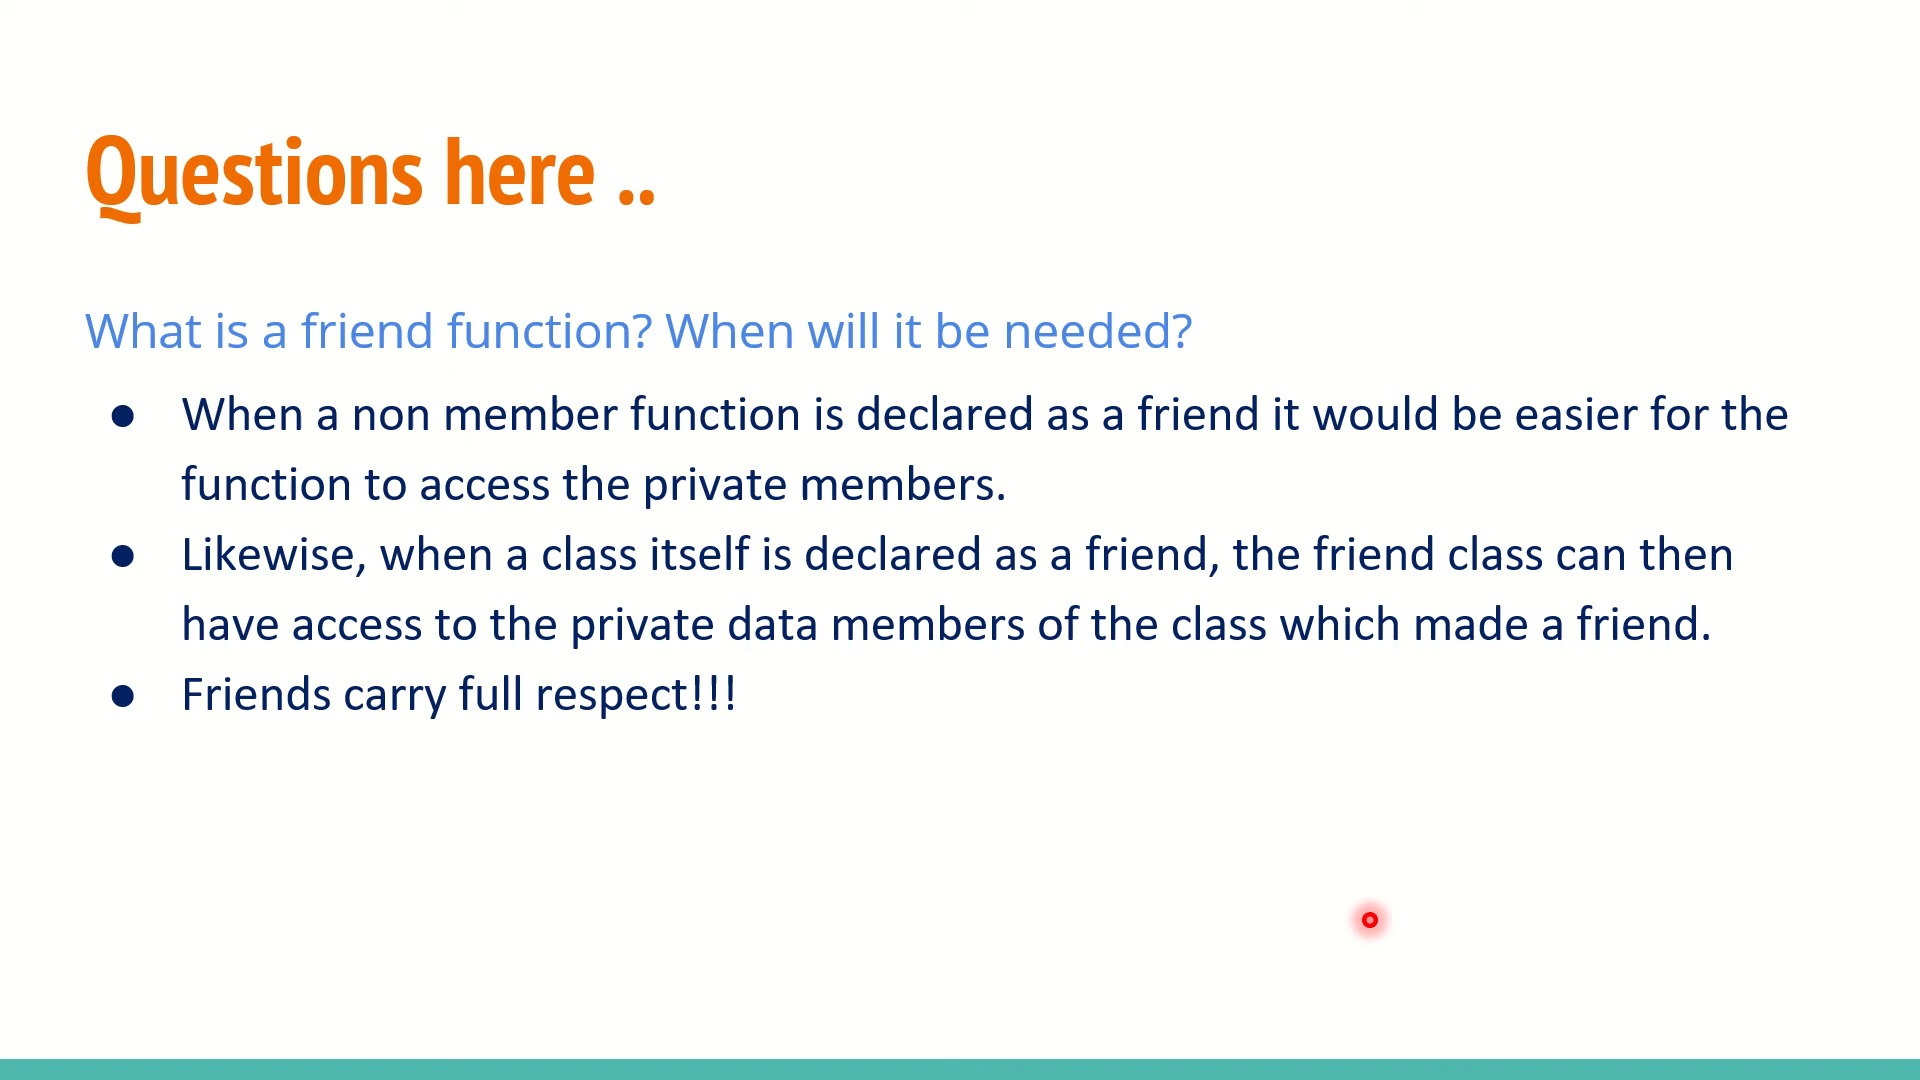 Questions here ..
What is a friend function? When will it be needed?
● When a non member function is declared as a friend it would be easier for the
function to access the private members.
● Likewise, when a class itself is declared as a friend, the friend class can then
have access to the private data members of the class which made a friend.
● Friends carry full respect!!!